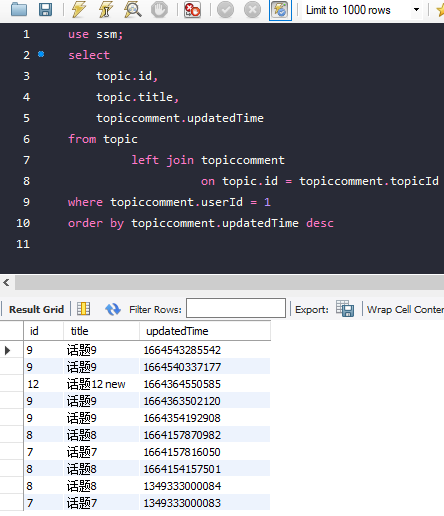 Limit to 1000 rows
1 use ssm;
2 select
3 topic.id,
4 topic.title,
5 topiccomment.updatedTime
6 from topic
7 left join topiccomment
8 on topic.id = topiccomment.topicId
9 where topiccomment.userId = 1
10 order by topiccomment.updatedTime desc
11
Result Grid Filter Rows: Export: Wrap Cell Conten
id title updatedTime
9 话题9 1664543285542
9 话题9 1664540337177
12 话题12 new 1664364550585
9 话题9 1664363502120
9 话题9 1664354192908
8 话题8 1664157870982
7 话题7 1664157816050
8 话题8 1664154157501
8 话题8 1349333000084
7 话题7 1349333000083